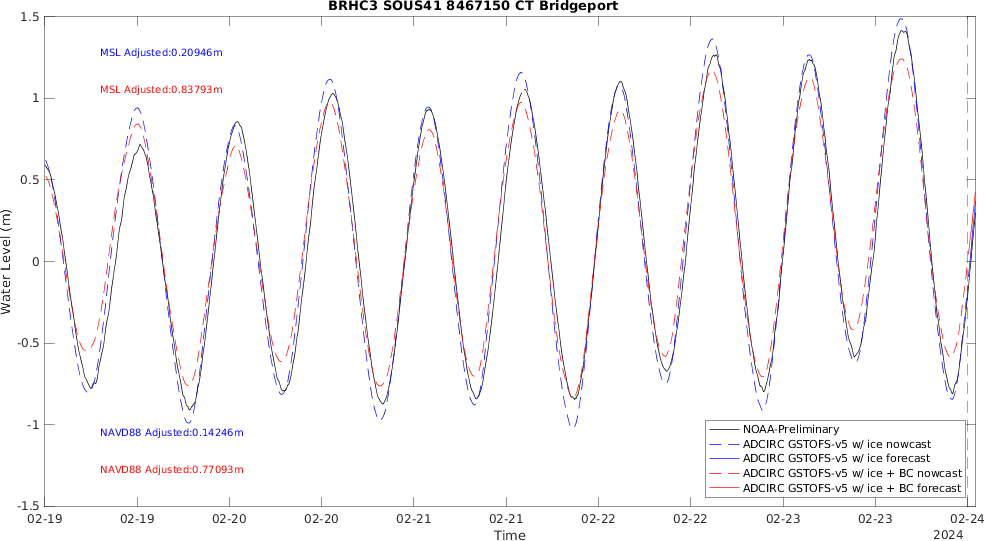 BRHC3 SOUS41 8467150 CT Bridgeport
1.5
MSL Adjusted:0.20946m
MSL Adjusted:0.83793m
1
0.5
0
-0.5
-1
-1.5
Water Level (m)
NAVD88 Adjusted:0.14246m
NAVD88 Adjusted:0.77093m
NOAA-Preliminary
ADCIRC GSTOFS-v5 w/ ice nowcast
ADCIRC GSTOFS-v5 w/ ice forecast
ADCIRC GSTOFS-v5 w/ ice + BC nowcast
ADCIRC GSTOFS-v5 w/ ice + BC forecast
02-19 02-19 02-20 02-20 02-21 02-21 02-22 02-22 02-23 02-23 02-24
Time
2024